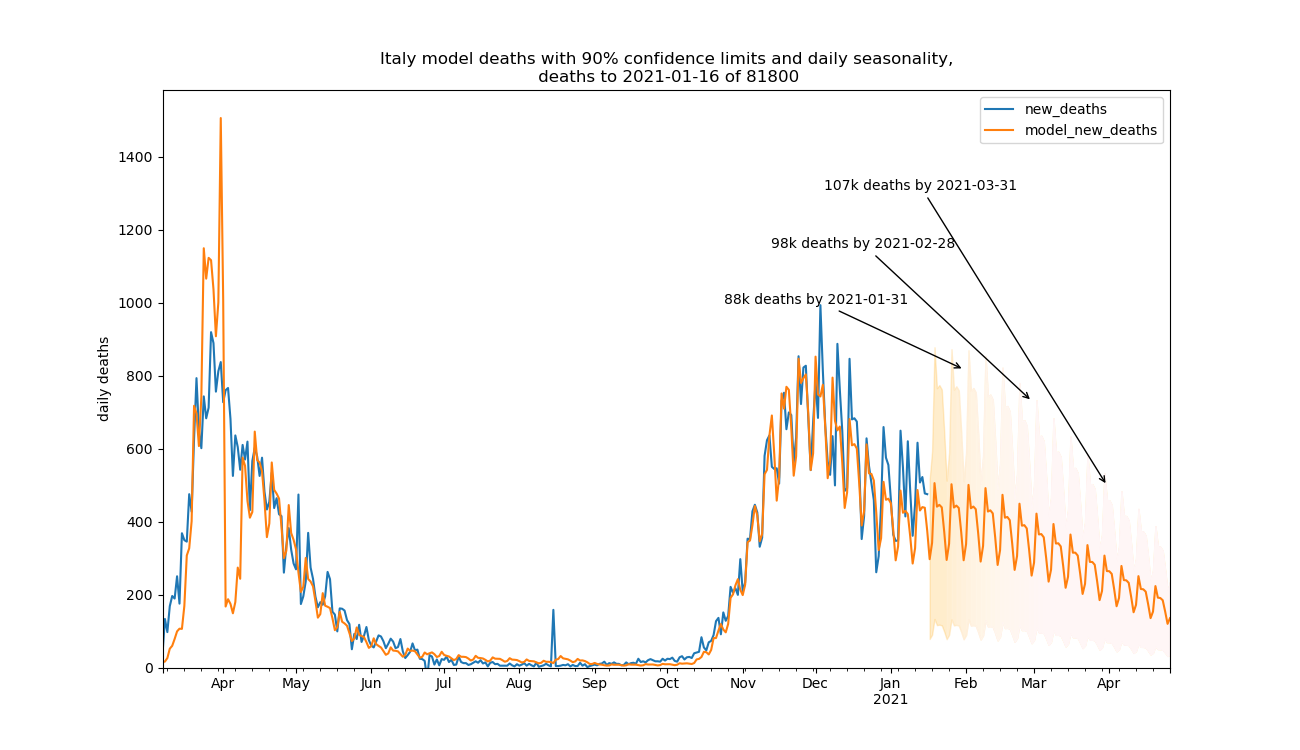 Italy model deaths with 90% confidence limits and daily seasonality,
deaths to 2021-01-16 of 81800
new_deaths
model_new_deaths
107k deaths by 2021-03-31
98k deaths by 2021-02-28
88k deaths by 2021-01-31
daily deaths
1400
1200
1000
800
600
400
200
0
Apr May Jun Jul Aug Sep Oct Nov Dec Jan Feb Mar Apr
2021